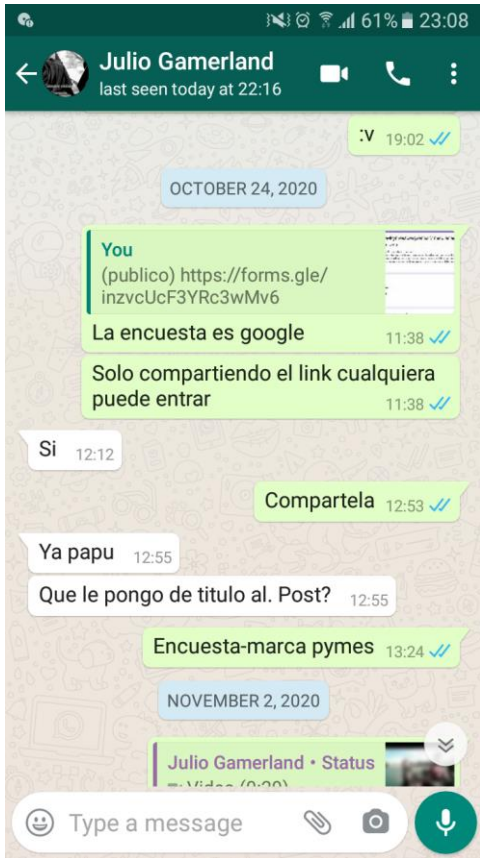 61% 23:08
Julio Gamerland
last seen today at 22:16
:v 19:02
OCTOBER 24, 2020
You
(publico) https://forms.gle/
inzvcUcF3YRc3wMv6
La encuesta es google
11:38
Solo compartiendo el link cualquiera
puede entrar
11:38
Si 12:12
Compartela 12:53
Ya papu 12:55
Que le pongo de titulo al. Post? 12:55
Encuesta-marca pymes 13:24
NOVEMBER 2, 2020
Julio Gamerland • Status
Video (0:20)
Type a message